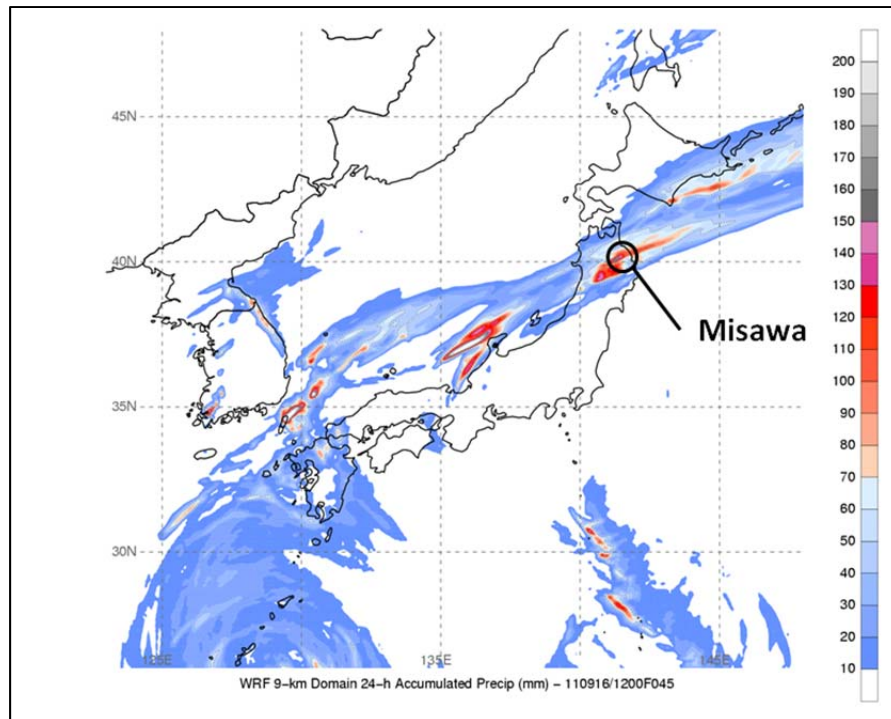 200
190
180
170
160
150
140
130
120
110
100
90
80
70
60
50
40
30
20
10
45N
40N
35N
30N
125E 135E 145E
Misawa
WRF 9-km Domain 24-h Accumulated Precip (mm) – 110916/1200F045